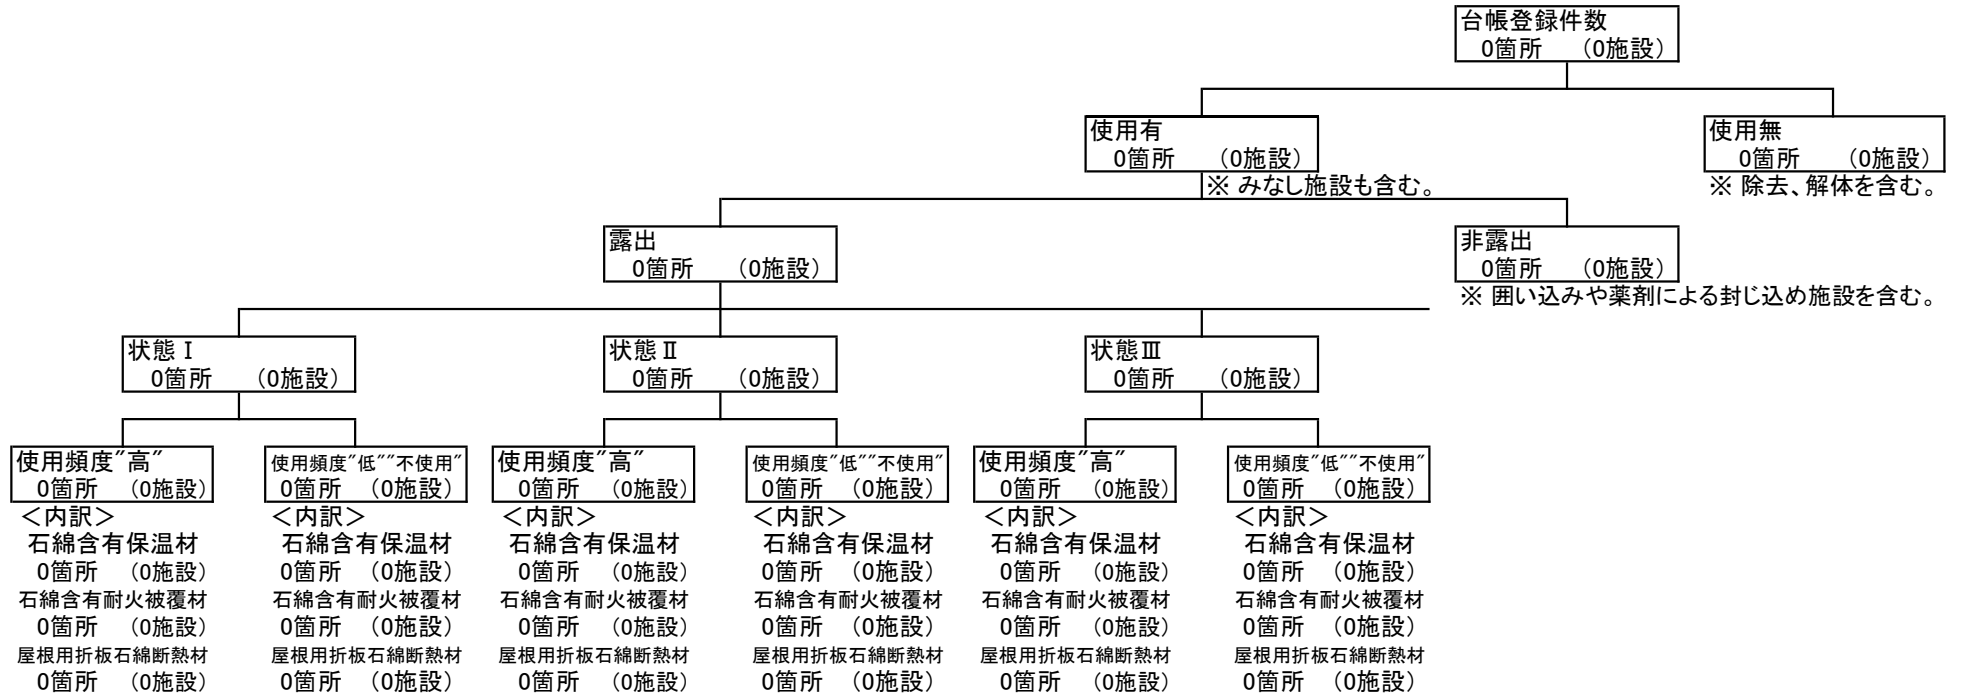 台帳登録件数
0箇所 （0施設）
使用有
0箇所 （0施設）
※ みなし施設も含む。
使用無
0箇所 （0施設）
※ 除去、解体を含む。
露出
0箇所 （0施設）
非露出
0箇所 （0施設）
※ 囲い込みや薬剤による封じ込め施設を含む。
状態Ⅰ
0箇所 （0施設）
状態Ⅱ
0箇所 （0施設）
状態Ⅲ
0箇所 （0施設）
使用頻度"高"
0箇所 （0施設）
＜内訳＞
石綿含有保温材
0箇所 （0施設）
石綿含有耐火被覆材
0箇所 （0施設）
屋根用折板石綿断熱材
0箇所 （0施設）
使用頻度"低""不使用"
0箇所 （0施設）
＜内訳＞
石綿含有保温材
0箇所 （0施設）
石綿含有耐火被覆材
0箇所 （0施設）
屋根用折板石綿断熱材
0箇所 （0施設）
使用頻度"高"
0箇所 （0施設）
＜内訳＞
石綿含有保温材
0箇所 （0施設）
石綿含有耐火被覆材
0箇所 （0施設）
屋根用折板石綿断熱材
0箇所 （0施設）
使用頻度"低""不使用"
0箇所 （0施設）
＜内訳＞
石綿含有保温材
0箇所 （0施設）
石綿含有耐火被覆材
0箇所 （0施設）
屋根用折板石綿断熱材
0箇所 （0施設）
使用頻度"高"
0箇所 （0施設）
＜内訳＞
石綿含有保温材
0箇所 （0施設）
石綿含有耐火被覆材
0箇所 （0施設）
屋根用折板石綿断熱材
0箇所 （0施設）
使用頻度"低""不使用"
0箇所 （0施設）
＜内訳＞
石綿含有保温材
0箇所 （0施設）
石綿含有耐火被覆材
0箇所 （0施設）
屋根用折板石綿断熱材
0箇所 （0施設）